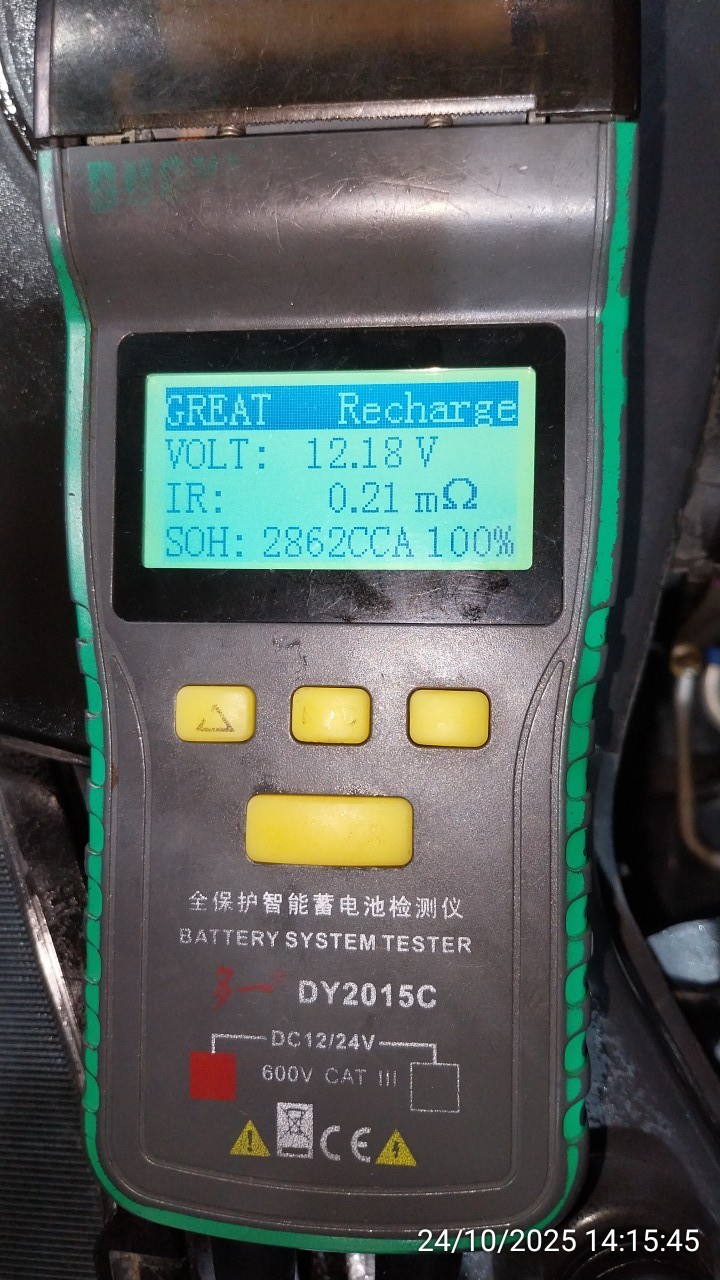 GREAT Recharge
VOLT: 12.18 V
IR: 0.21 mΩ
SOH: 2862CCA 100%
全保护智能蓄电池检测仪
BATTERY SYSTEM TESTER
DY2015C
DC12/24V
600V CAT III
CE
24/10/2025 14:15:45